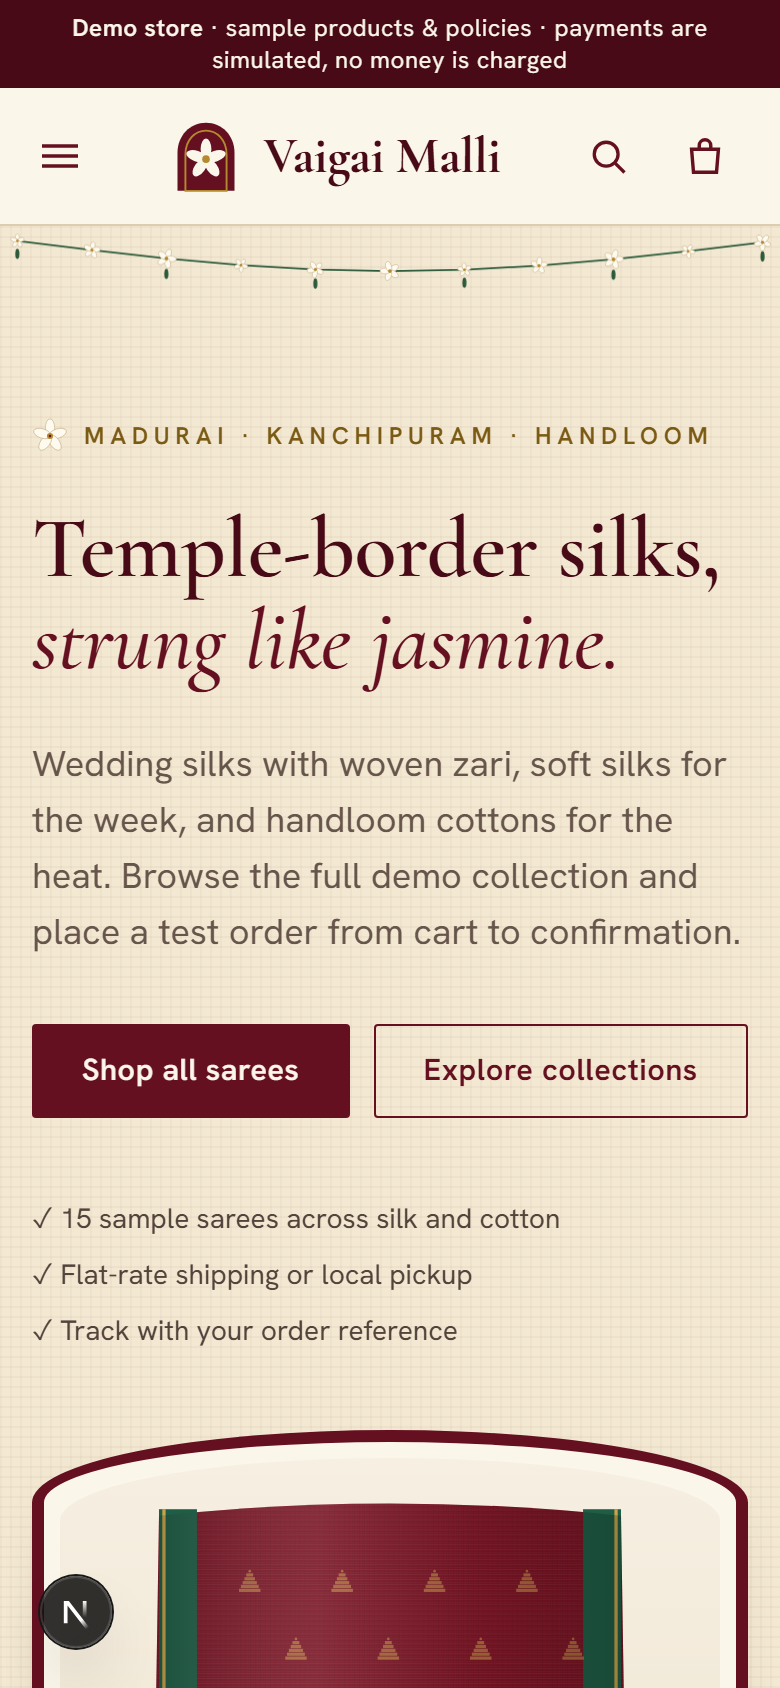 Demo store · sample products & policies · payments are
simulated, no money is charged
Vaigai Malli
MADURAI · KANCHIPURAM · HANDLOOM
Temple-border silks,
strung like jasmine.
Wedding silks with woven zari, soft silks for
the week, and handloom cottons for the
heat. Browse the full demo collection and
place a test order from cart to confirmation.
Shop all sarees
Explore collections
✓ 15 sample sarees across silk and cotton
✓ Flat-rate shipping or local pickup
✓ Track with your order reference
N